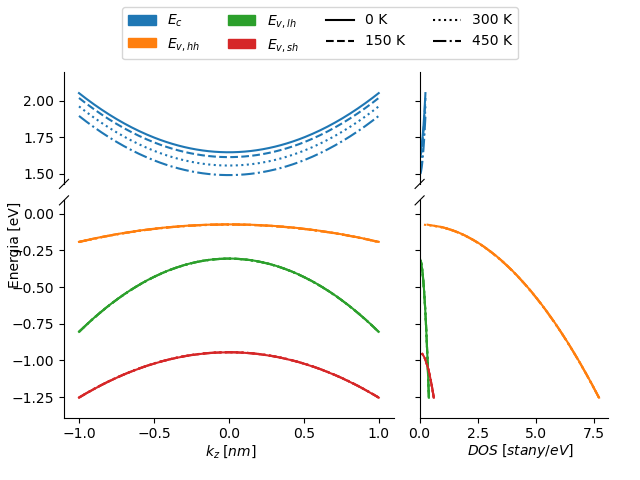 E_c E_{v,lh} 0 K 300 K
E_{v,hh} E_{v,sh} 150 K 450 K
2.00
1.75
1.50
0.00
−0.25
−0.50
−0.75
−1.00
−1.25
Energia [eV]
−1.0 −0.5 0.0 0.5 1.0
k_z [nm]
0.0 2.5 5.0 7.5
DOS [stany/eV]